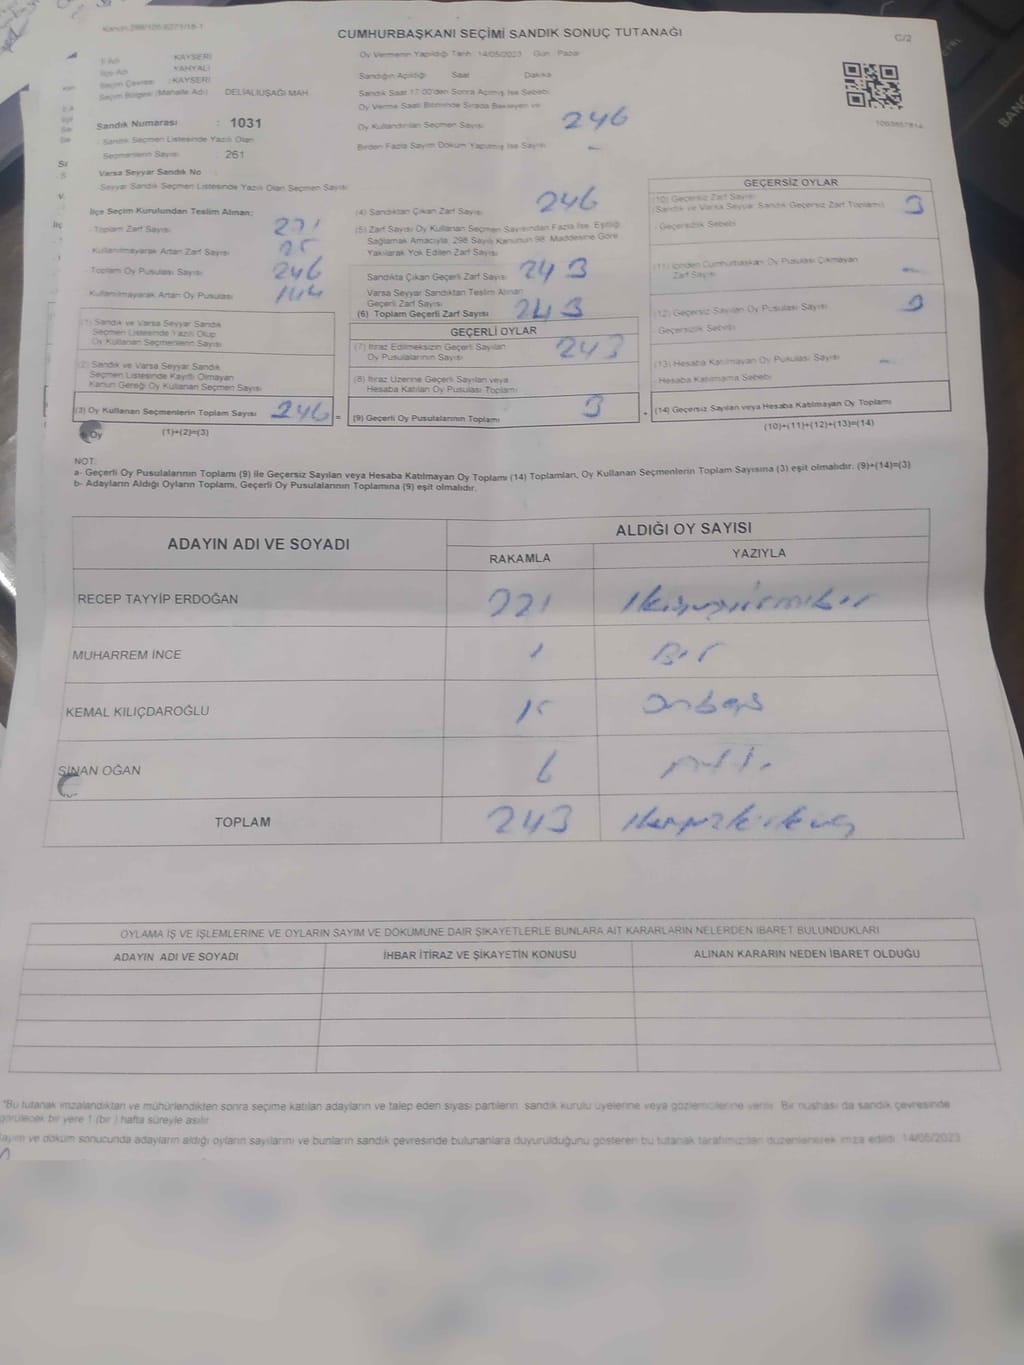 CUMHURBAŞKANI SEÇİMİ SANDIK SONUÇ TUTANAĞI
C/2
İl Adı : KAYSERİ
İlçe Adı : YAHYALI
Seçim Çevresi : KAYSERİ
Seçim Bölgesi (Mahalle Adı) DELİALİUŞAĞI MAH.
Sandık Numarası : 1031
Sandık Seçmen Listesinde Yazılı Olan
Seçmenlerin Sayısı : 261
Varsa Seyyar Sandık No
Seyyar Sandık Seçmen Listesinde Yazılı Olan Seçmen Sayısı
Oy Vermenin Yapıldığı Tarih: 14/05/2023 Gün : Pazar
Sandığın Açıldığı Saat Dakika
Sandık Saat 17:00'den Sonra Açılmış İse Sebebi:
Oy Verme Saati Bitiminde Sırada Bekleyen ve
Oy Kullandırılan Seçmen Sayısı 246
Birden Fazla Sayım Döküm Yapılmış İse Sayısı -
İlçe Seçim Kurulundan Teslim Alınan:
Toplam Zarf Sayısı 271
Kullanılmayarak Artan Zarf Sayısı 25
Toplam Oy Pusulası Sayısı 246
Kullanılmayarak Artan Oy Pusulası 144
(1) Sandık ve Varsa Seyyar Sandık
Seçmen Listesinde Yazılı Olup
Oy Kullanan Seçmenlerin Sayısı
(2) Sandık ve Varsa Seyyar Sandık
Seçmen Listesinde Kayıtlı Olmayan
Kanun Gereği Oy Kullanan Seçmen Sayısı
(3) Oy Kullanan Seçmenlerin Toplam Sayısı 246 =
Oy (1)+(2)=(3)
(4) Sandıktan Çıkan Zarf Sayısı 246
(5) Zarf Sayısı Oy Kullanan Seçmen Sayısından Fazla İse, Eşitliği
Sağlamak Amacıyla, 298 Sayılı Kanunun 98. Maddesine Göre
Yakılarak Yok Edilen Zarf Sayısı
Sandıkta Çıkan Geçerli Zarf Sayısı 243
Varsa Seyyar Sandıktan Teslim Alınan
Geçerli Zarf Sayısı
(6) Toplam Geçerli Zarf Sayısı 243
GEÇERLİ OYLAR
(7) İtiraz Edilmeksizin Geçerli Sayılan
Oy Pusulalarının Sayısı 243
(8) İtiraz Üzerine Geçerli Sayılan veya
Hesaba Katılan Oy Pusulası Toplamı
(9) Geçerli Oy Pusulalarının Toplamı 3 +
GEÇERSİZ OYLAR
(10) Geçersiz Zarf Sayısı
(Sandık ve Varsa Seyyar Sandık Geçersiz Zarf Toplamı) 3
- Geçersizlik Sebebi
(11) İçinden Cumhurbaşkanı Oy Pusulası Çıkmayan
Zarf Sayısı -
(12) Geçersiz Sayılan Oy Pusulası Sayısı 3
Geçersizlik Sebebi
(13) Hesaba Katılmayan Oy Pusulası Sayısı -
- Hesaba Katılmama Sebebi
(14) Geçersiz Sayılan veya Hesaba Katılmayan Oy Toplamı
(10)+(11)+(12)+(13)=(14)
NOT:
a- Geçerli Oy Pusulalarının Toplamı (9) ile Geçersiz Sayılan veya Hesaba Katılmayan Oy Toplamı (14) Toplamları, Oy Kullanan Seçmenlerin Toplam Sayısına (3) eşit olmalıdır. (9)+(14)=(3)
b- Adayların Aldığı Oyların Toplamı, Geçerli Oy Pusulalarının Toplamına (9) eşit olmalıdır.
ADAYIN ADI VE SOYADI ALDIĞI OY SAYISI
RAKAMLA YAZIYLA
RECEP TAYYİP ERDOĞAN 221 İkiyüzyirmibir
MUHARREM İNCE 1 Bir
KEMAL KILIÇDAROĞLU 15 Onbeş
SİNAN OĞAN 6 Altı
TOPLAM 243 İkiyüzkırküç
OYLAMA İŞ VE İŞLEMLERİNE VE OYLARIN SAYIM VE DÖKÜMÜNE DAİR ŞİKAYETLERLE BUNLARA AİT KARARLARIN NELERDEN İBARET BULUNDUKLARI
ADAYIN ADI VE SOYADI İHBAR İTİRAZ VE ŞİKAYETİN KONUSU ALINAN KARARIN NEDEN İBARET OLDUĞU
"Bu tutanak imzalandıktan ve mühürlendikten sonra seçime katılan adayların ve talep eden siyasi partilerin sandık kurulu üyelerine veya gözlemcilerine verilir. Bir nüshası da sandık çevresinde
görülecek bir yere 1 (bir ) hafta süreyle asılır.
ayım ve döküm sonucunda adayların aldığı oyların sayılarını ve bunların sandık çevresinde bulunanlara duyurulduğunu gösteren bu tutanak tarafımızdan düzenlenerek imza edildi. 14/05/2023